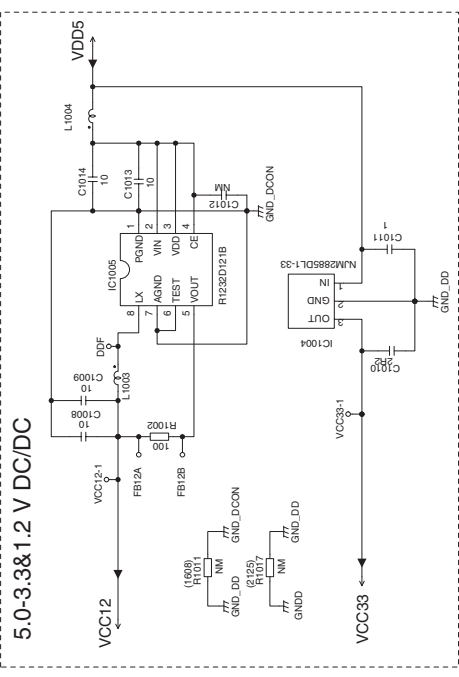 5.0-3.3&1.2 V DC/DC
VDD5
L1004
C1014
10
C1013
10
NM
C1012
GND_DCON
IC1005
1
2
3
4
PGND
VIN
VDD
CE
LX
AGND
TEST
VOUT
8
7
6
5
R1232D121B
DDF
L1003
C1009
10
C1008
10
R1002
100
VCC12-1
FB12A
FB12B
VCC12
(1608)
R1011
NM
GND_DCON
GND_DD
(2125)
R1017
NM
GND_DD
GNDD
NJM2885DL1-33
IN
GND
OUT
1
2
3
IC1004
C1011
1
C1010
2R2
GND_DD
VCC33-1
VCC33